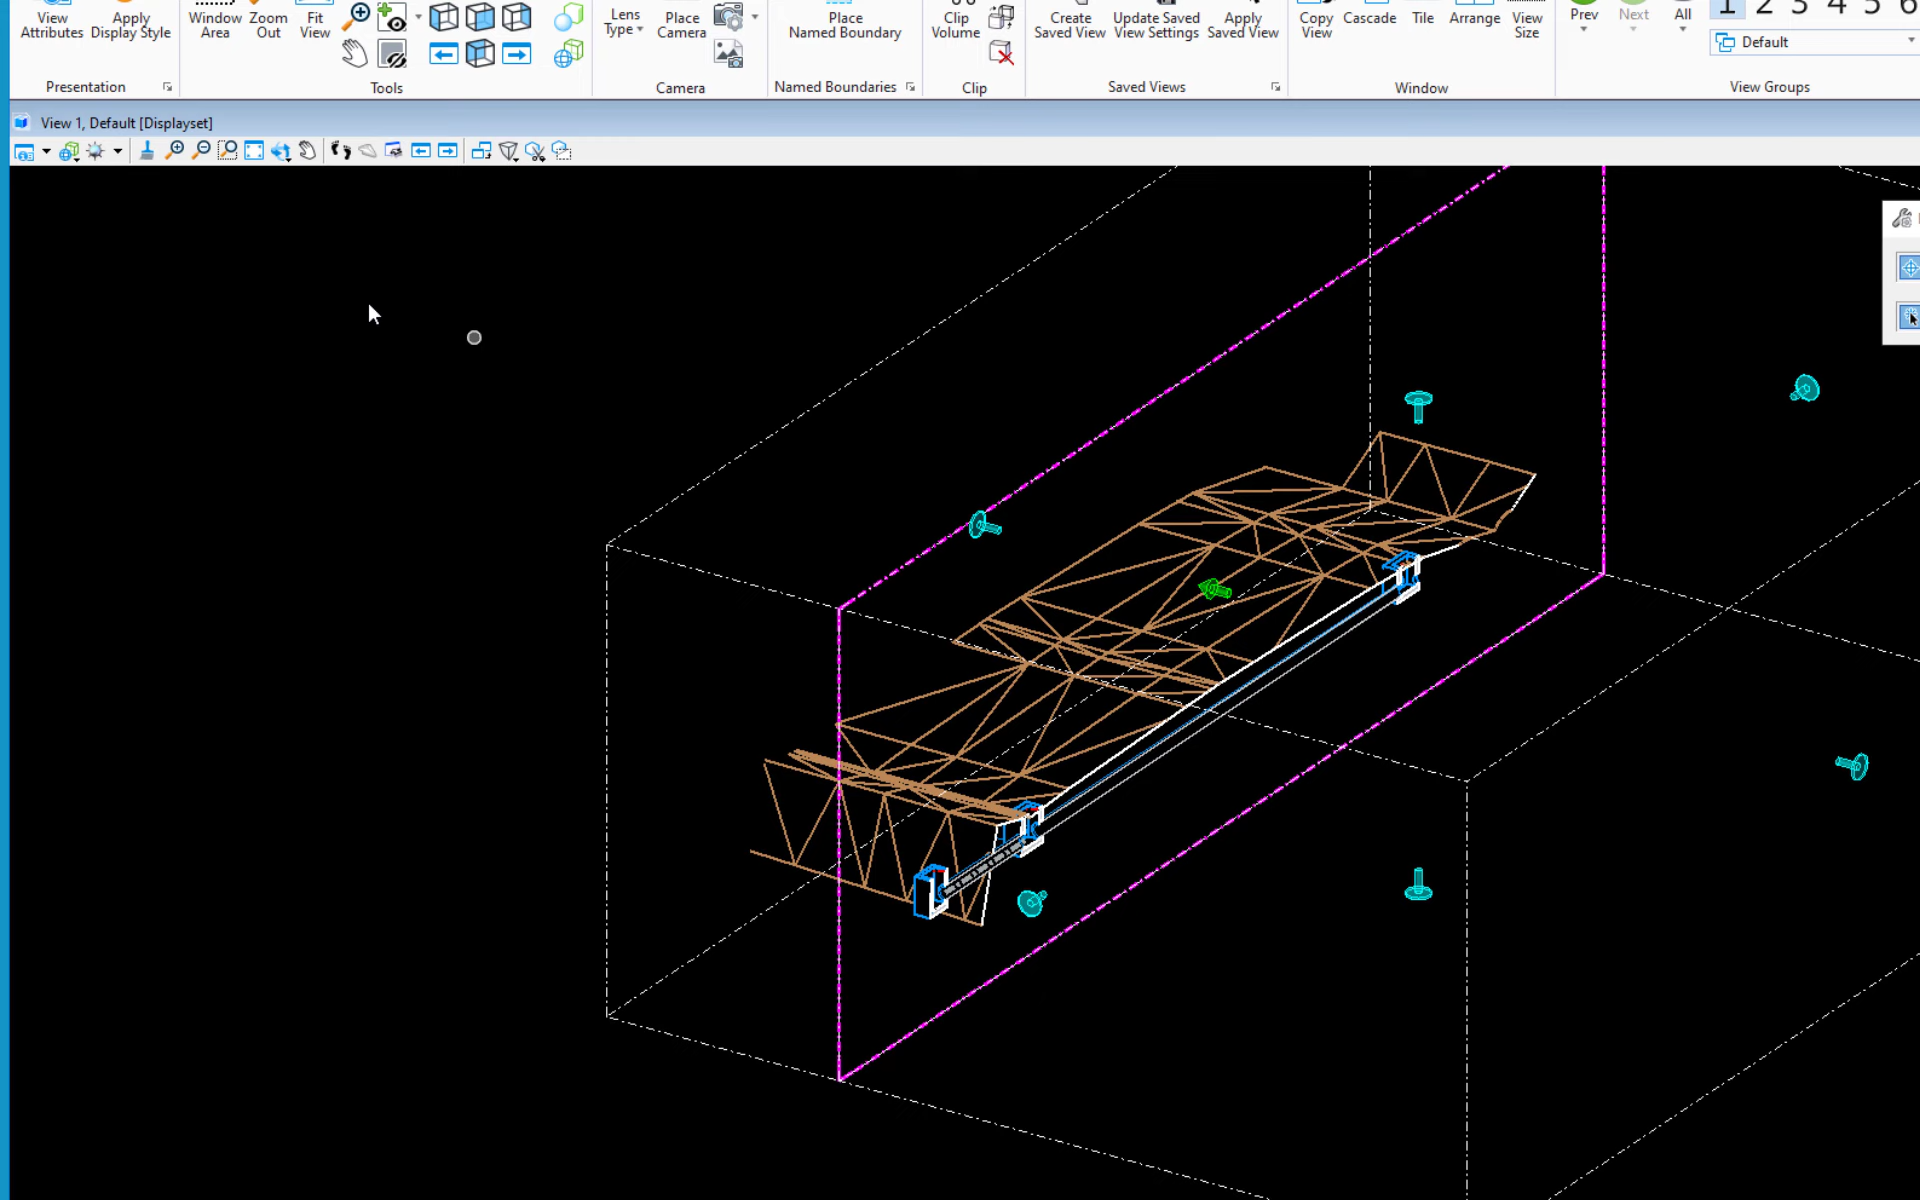 View Attributes
Apply Display Style
Window Area
Zoom Out
Fit View
Lens Type
Place Camera
Place Named Boundary
Clip Volume
Create Saved View
Update Saved View Settings
Apply Saved View
Copy View
Cascade
Tile
Arrange
View Size
Prev
Next
All
1 2 3 4 5 6
Default
Presentation
Tools
Camera
Named Boundaries
Clip
Saved Views
Window
View Groups
View 1, Default [Displayset]